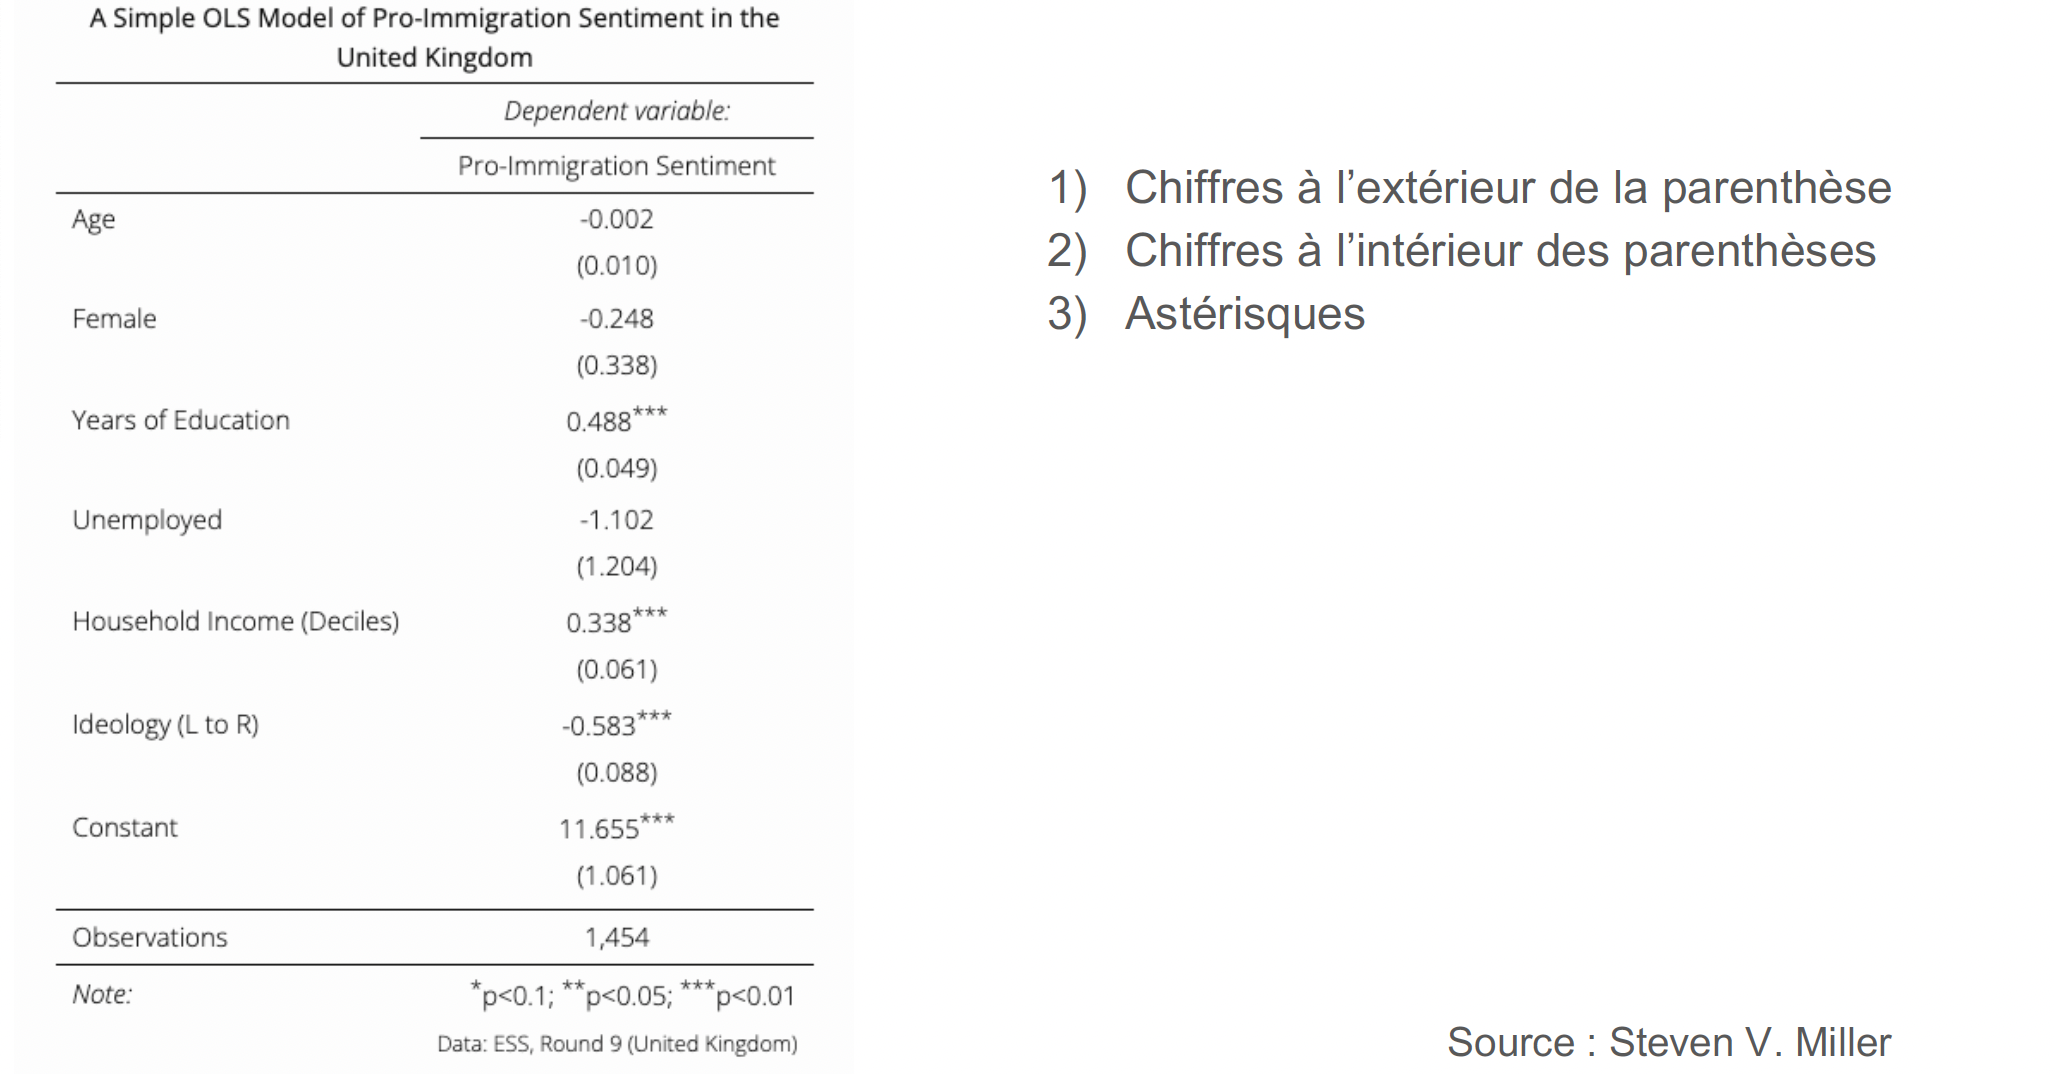 A Simple OLS Model of Pro-Immigration Sentiment in the
United Kingdom
Dependent variable:
Pro-Immigration Sentiment
Age -0.002
(0.010)
Female -0.248
(0.338)
Years of Education 0.488***
(0.049)
Unemployed -1.102
(1.204)
Household Income (Deciles) 0.338***
(0.061)
Ideology (L to R) -0.583***
(0.088)
Constant 11.655***
(1.061)
Observations 1,454
Note: *p<0.1; **p<0.05; ***p<0.01
Data: ESS, Round 9 (United Kingdom)
1) Chiffres à l’extérieur de la parenthèse
2) Chiffres à l’intérieur des parenthèses
3) Astérisques
Source : Steven V. Miller